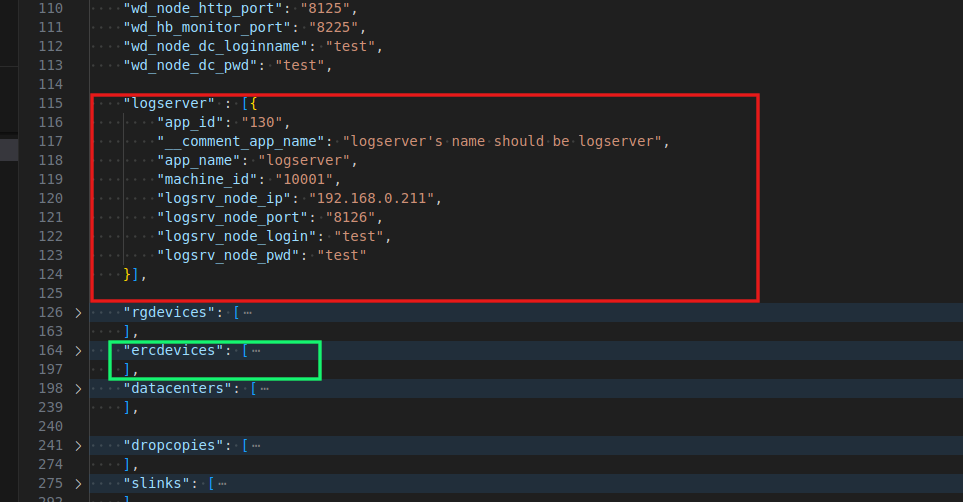 110 "wd_node_http_port": "8125",
111 "wd_hb_monitor_port": "8225",
112 "wd_node_dc_loginname": "test",
113 "wd_node_dc_pwd": "test",
114
115 "logserver" : [{
116 "app_id": "130",
117 "__comment_app_name": "logserver's name should be logserver",
118 "app_name": "logserver",
119 "machine_id": "10001",
120 "logsrv_node_ip": "192.168.0.211",
121 "logsrv_node_port": "8126",
122 "logsrv_node_login": "test",
123 "logsrv_node_pwd": "test"
124 }],
125
126 "rgdevices": [⋯
163 ],
164 "ercdevices": [⋯
197 ],
198 "datacenters": [⋯
239 ],
240
241 "dropcopies": [⋯
274 ],
275 "slinks": [⋯
292 ]